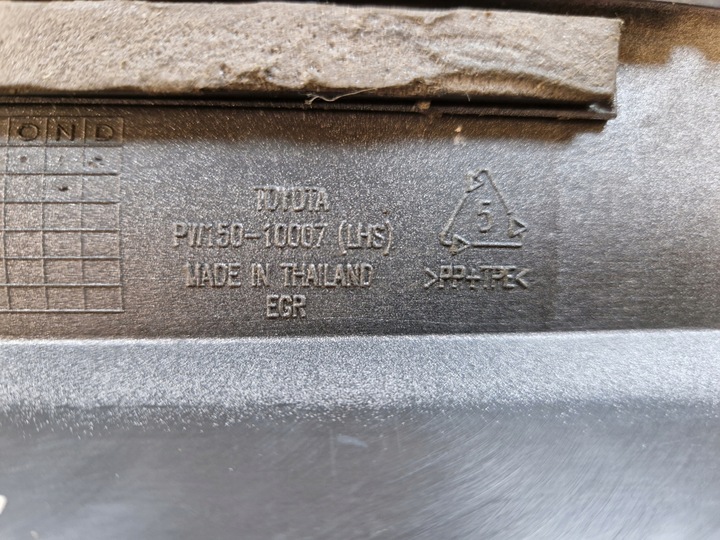 O N D
TOYOTA
PW150-10007 (LHS)
MADE IN THAILAND
EGR
5
>PP+TPE<